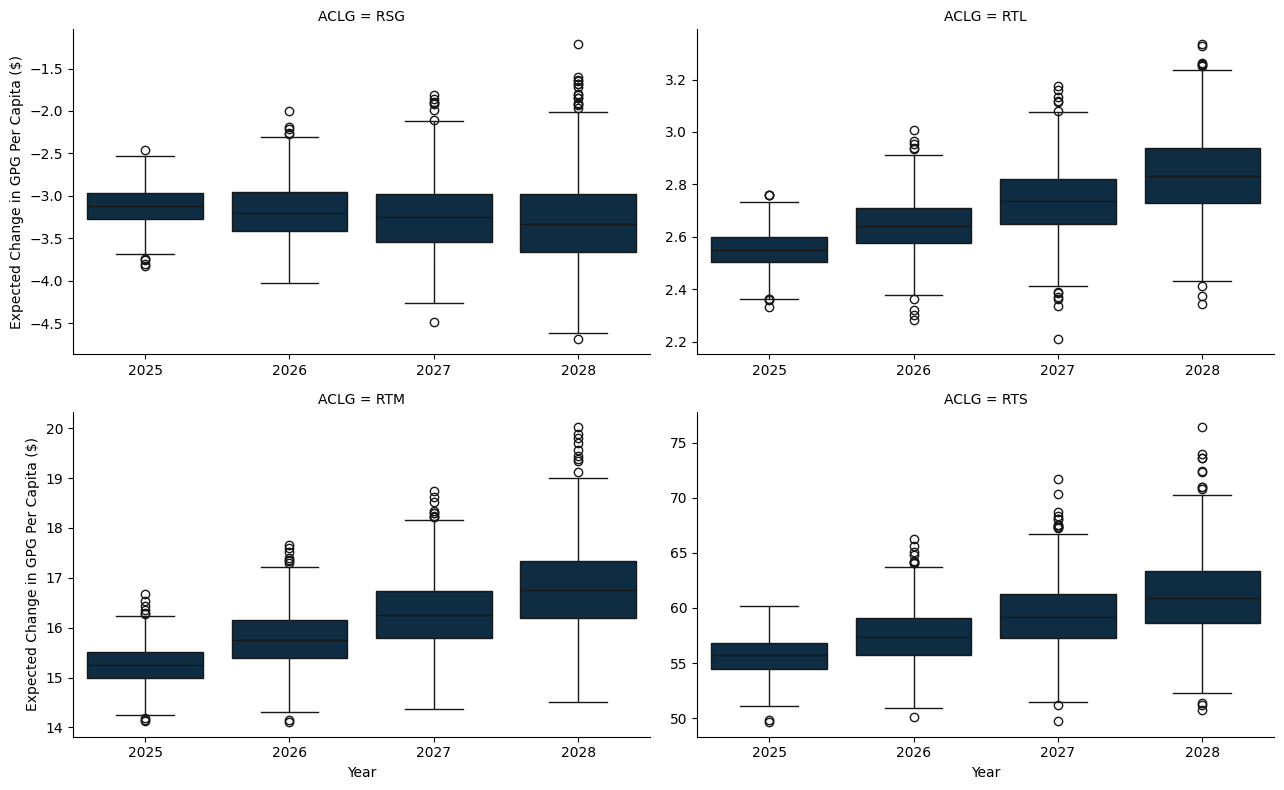 ACLG = RSG
Expected Change in GPG Per Capita ($)
−1.5
−2.0
−2.5
−3.0
−3.5
−4.0
−4.5
2025 2026 2027 2028
ACLG = RTL
3.2
3.0
2.8
2.6
2.4
2.2
2025 2026 2027 2028
ACLG = RTM
Expected Change in GPG Per Capita ($)
20
19
18
17
16
15
14
2025 2026 2027 2028
Year
ACLG = RTS
75
70
65
60
55
50
2025 2026 2027 2028
Year